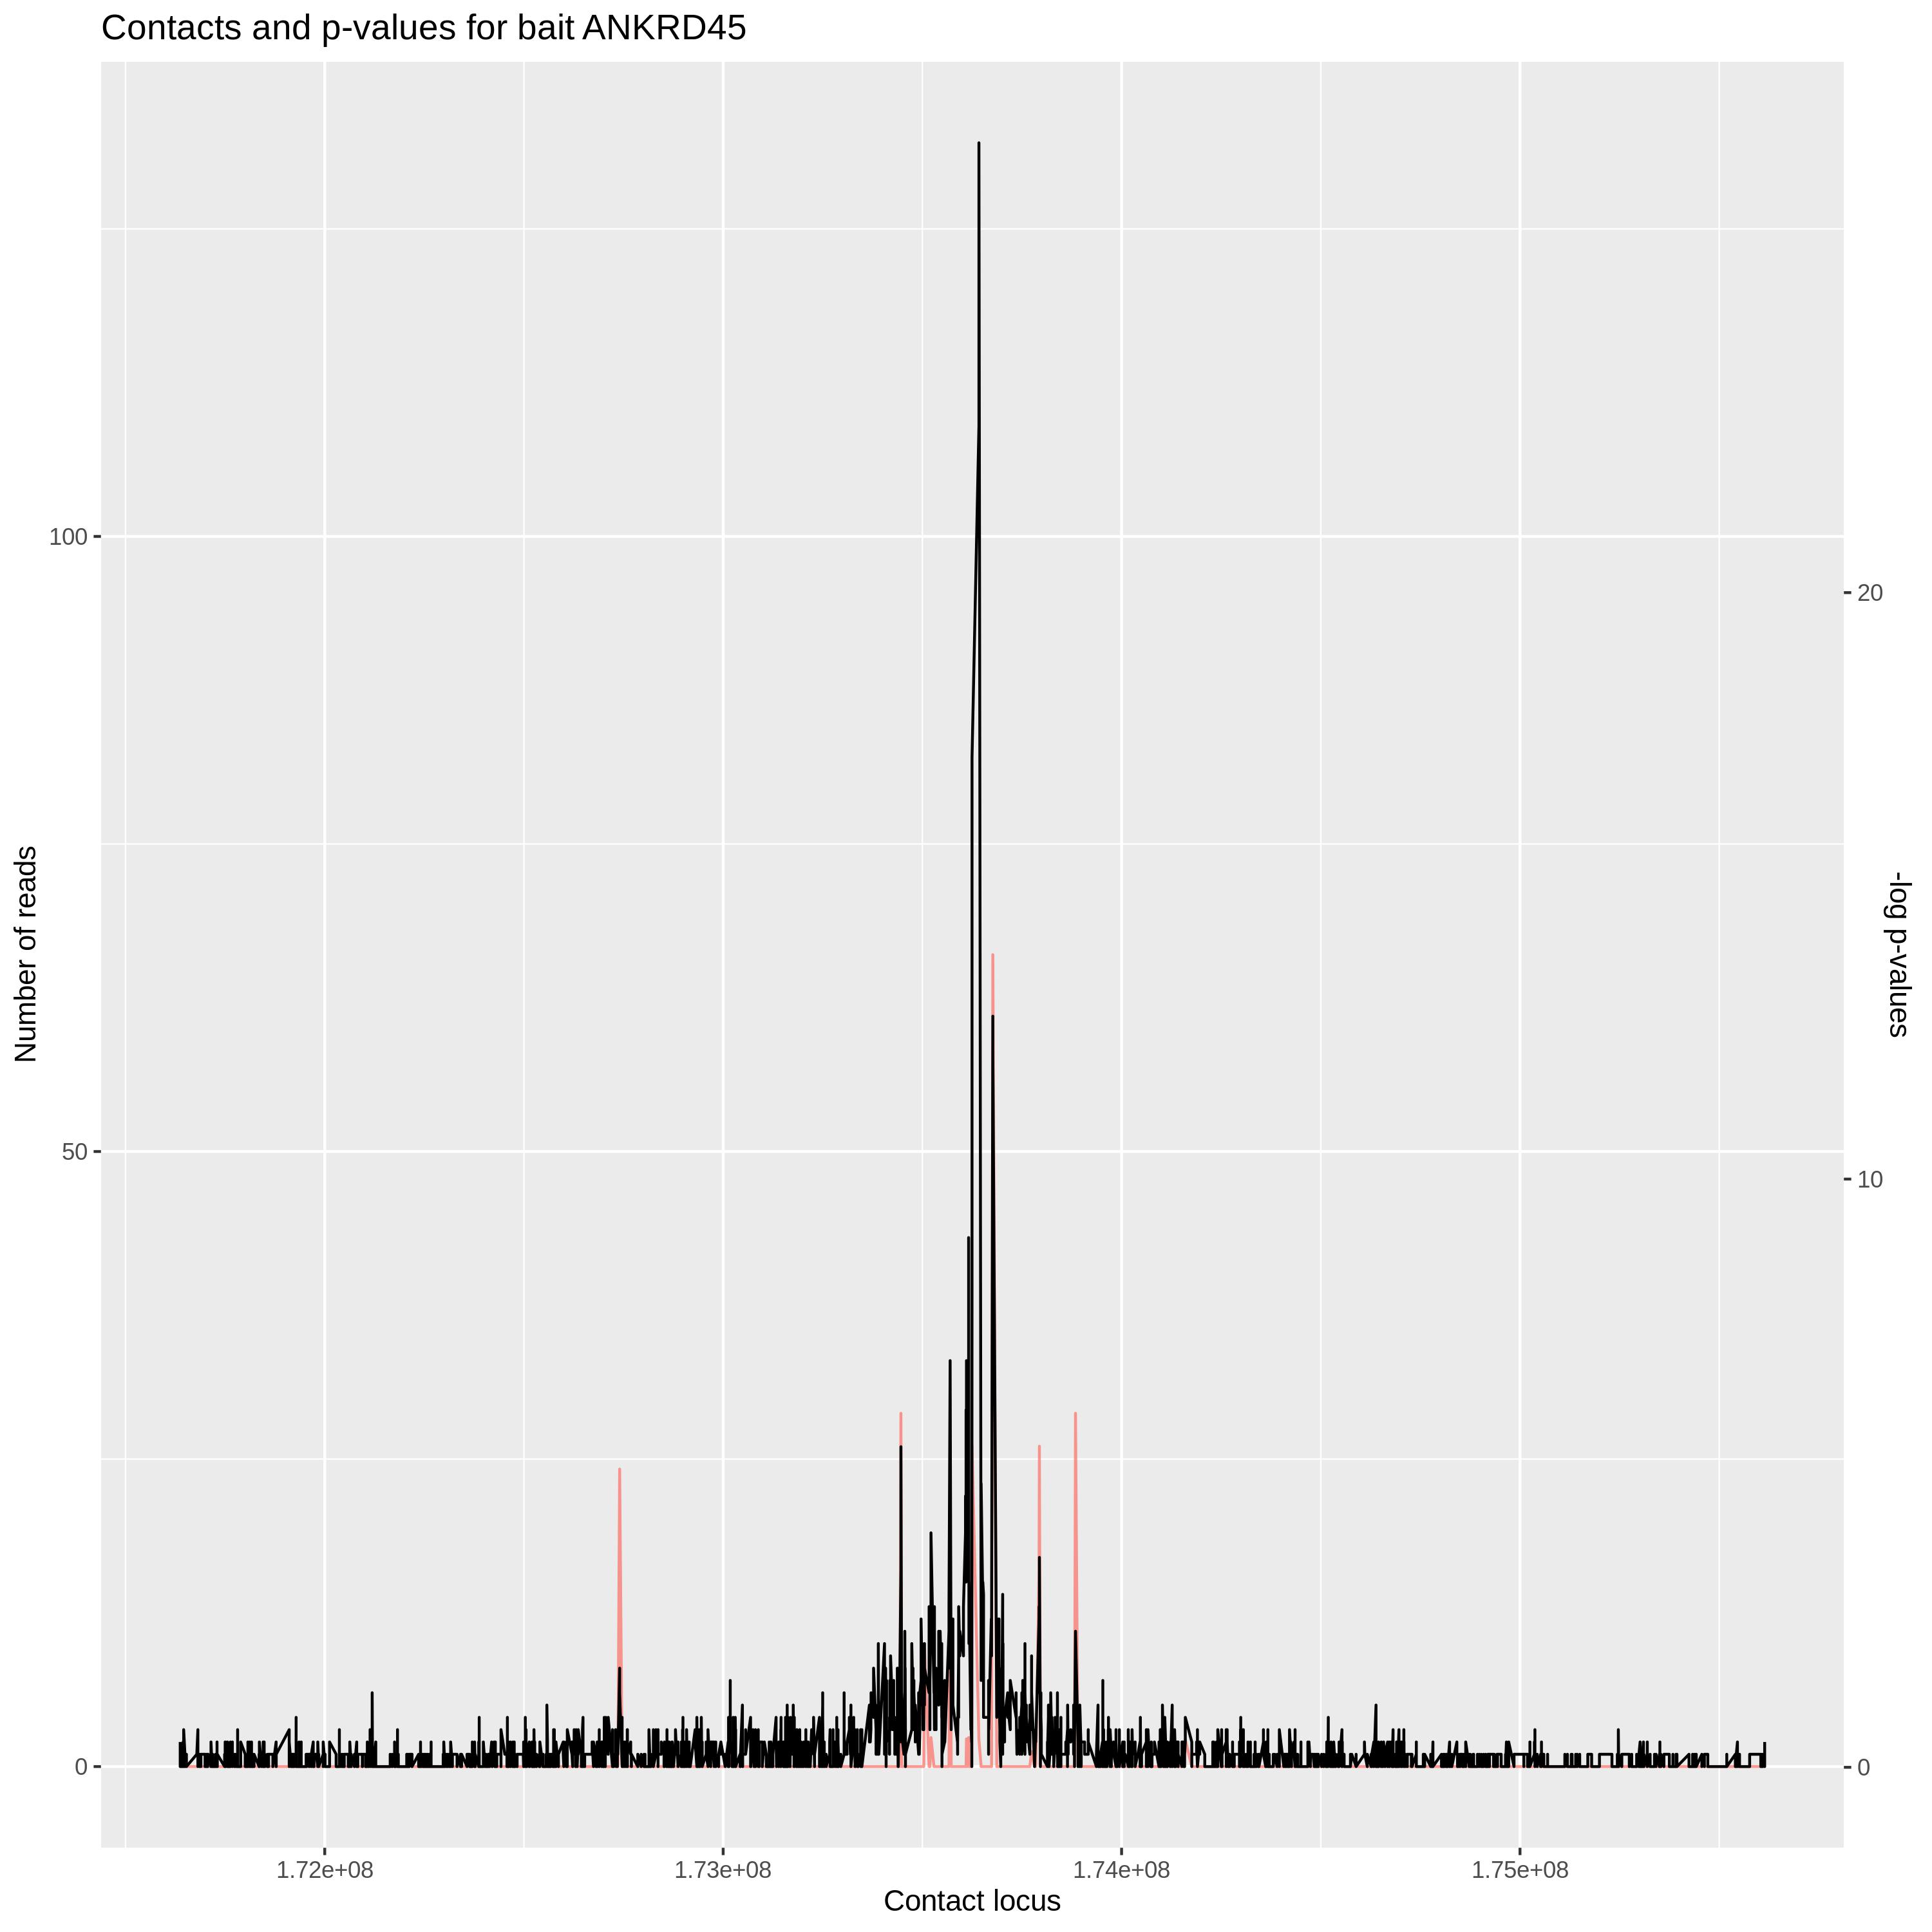 Contacts and p-values for bait ANKRD45
100
50
0
Number of reads
20
10
0
-log p-values
1.72e+08
1.73e+08
1.74e+08
1.75e+08
Contact locus